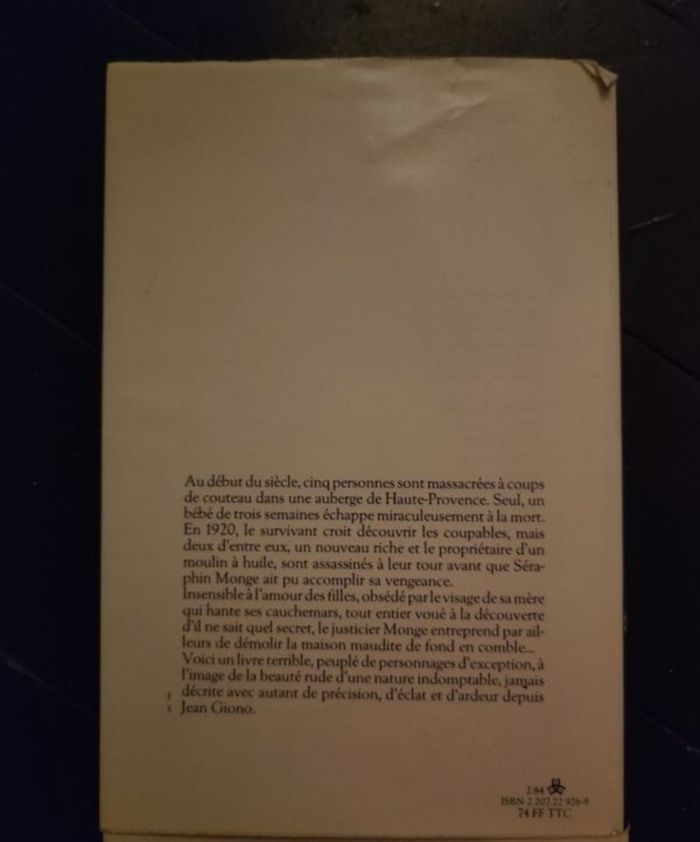 Au début du siècle, cinq personnes sont massacrées à coups
de couteau dans une auberge de Haute-Provence. Seul, un
bébé de trois semaines échappe miraculeusement à la mort.
En 1920, le survivant croit découvrir les coupables, mais
deux d'entre eux, un nouveau riche et le propriétaire d'un
moulin à huile, sont assassinés à leur tour avant que Séra-
phin Monge ait pu accomplir sa vengeance.
Insensible à l'amour des filles, obsédé par le visage de sa mère
qui hante ses cauchemars, tout entier voué à la découverte
d'il ne sait quel secret, le justicier Monge entreprend par ail-
leurs de démolir la maison maudite de fond en comble...
Voici un livre terrible, peuplé de personnages d'exception, à
l'image de la beauté rude d'une nature indomptable, jamais
décrite avec autant de précision, d'éclat et d'ardeur depuis
Jean Giono.
2.84
ISBN 2.207.22 976-9
74 FF TTC